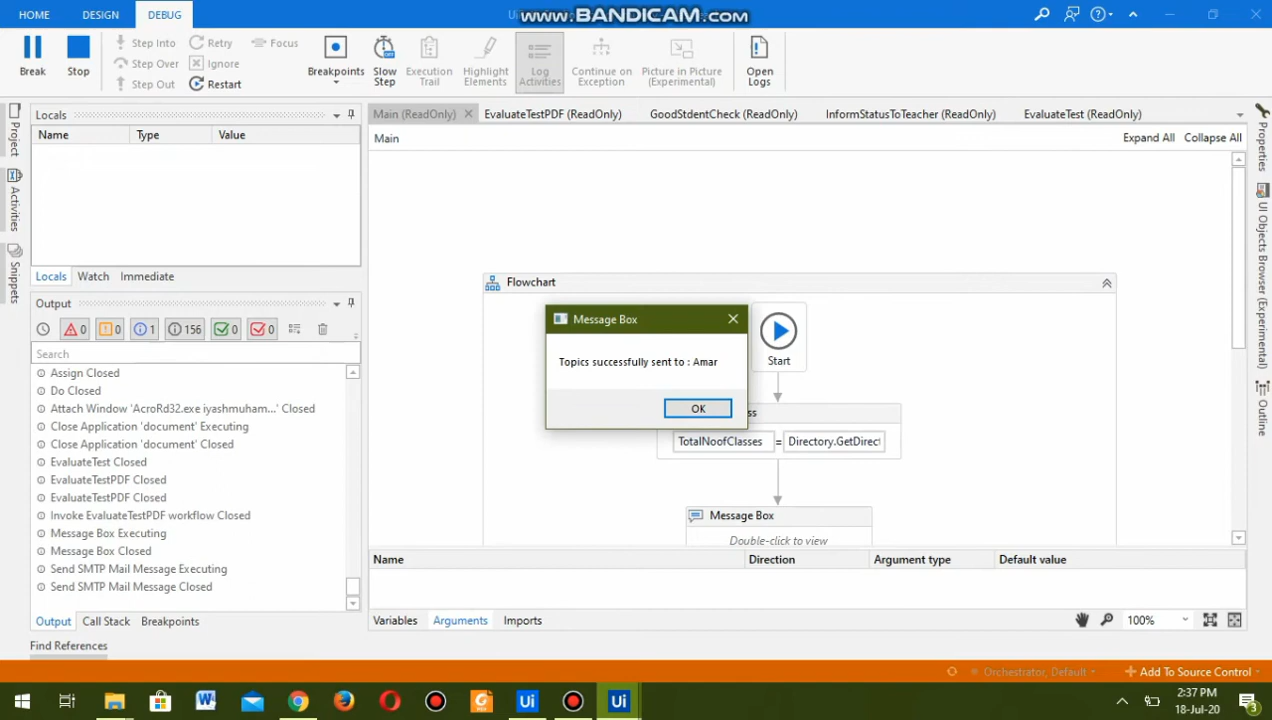 HOME DESIGN DEBUG Ui
www.BANDICAM.com
Break
Stop
Step Into
Step Over
Step Out
Retry
Ignore
Restart
Focus
Breakpoints
Slow Step
Execution Trail
Highlight Elements
Log Activities
Continue on Exception
Picture in Picture (Experimental)
Open Logs
Project
Activities
Snippets
Locals
Name Type Value
Locals Watch Immediate
Output
0 0 1 156 0 0
Search
Assign Closed
Do Closed
Attach Window 'AcroRd32.exe iyashmuham...' Closed
Close Application 'document' Executing
Close Application 'document' Closed
EvaluateTest Closed
EvaluateTestPDF Closed
EvaluateTestPDF Closed
Invoke EvaluateTestPDF workflow Closed
Message Box Executing
Message Box Closed
Send SMTP Mail Message Executing
Send SMTP Mail Message Closed
Output Call Stack Breakpoints
Find References
Main (ReadOnly) EvaluateTestPDF (ReadOnly) GoodStdentCheck (ReadOnly) InformStatusToTeacher (ReadOnly) EvaluateTest (ReadOnly)
Main Expand All Collapse All
Flowchart
Start
Message Box
Topics successfully sent to : Amar
OK
ss
TotalNoofClasses = Directory.GetDirect
Message Box
Double-click to view
Name Direction Argument type Default value
Variables Arguments Imports 100%
Properties
UI Objects Browser (Experimental)
Outline
Orchestrator, Default Add To Source Control
2:37 PM
18-Jul-20
3